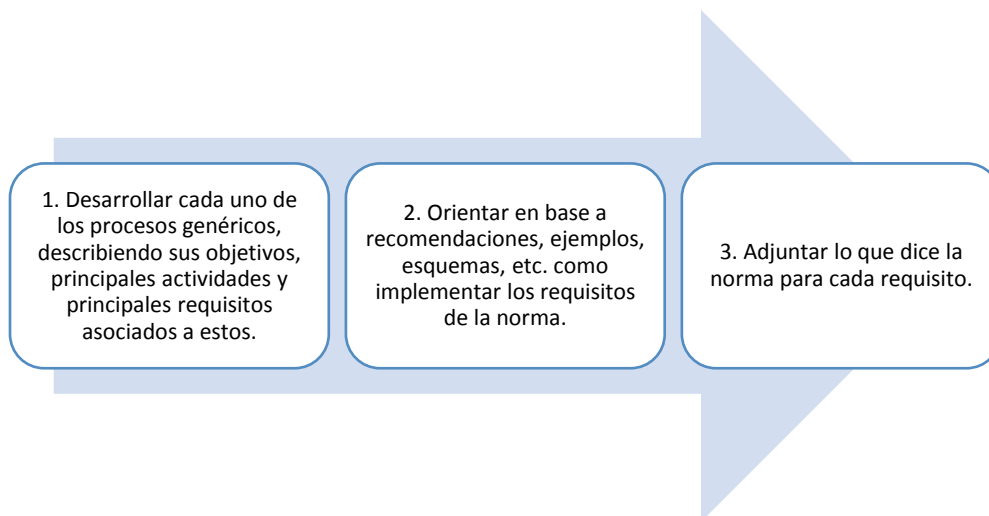 1. Desarrollar cada uno de
los procesos genéricos,
describiendo sus objetivos,
principales actividades y
principales requisitos
asociados a estos.
2. Orientar en base a
recomendaciones, ejemplos,
esquemas, etc. como
implementar los requisitos
de la norma.
3. Adjuntar lo que dice la
norma para cada requisito.